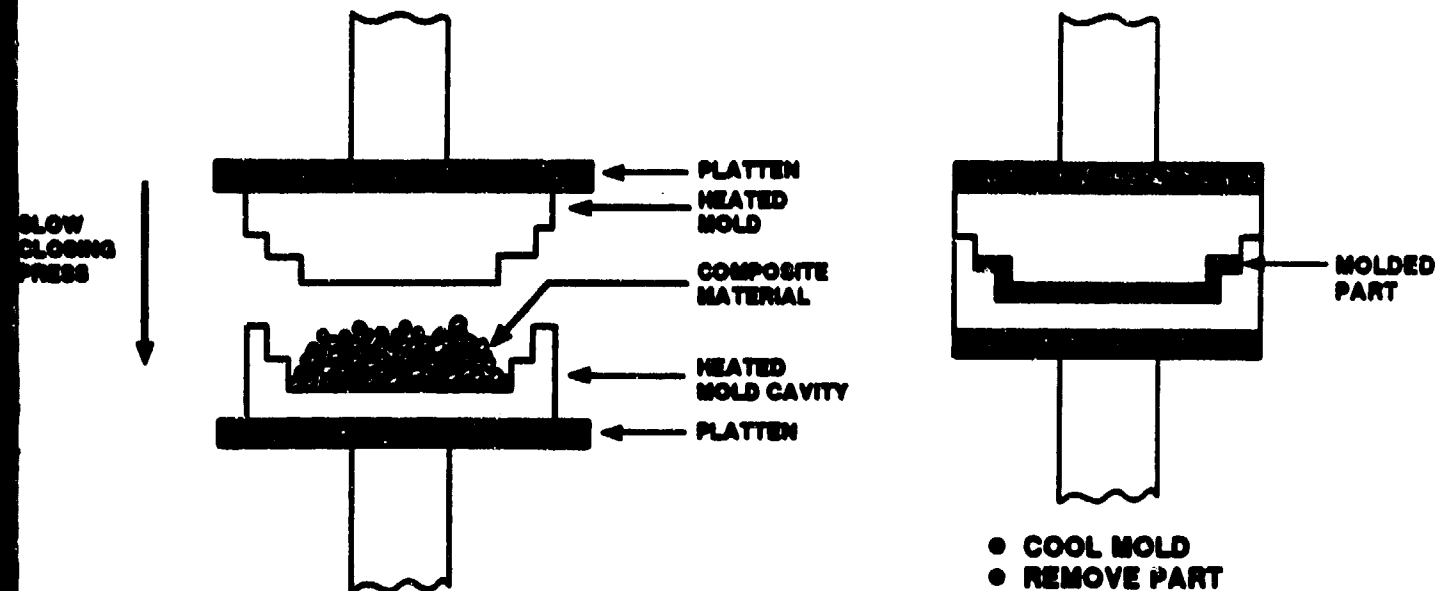 SLOW
CLOSING
PRESS
PLATTEN
HEATED
MOLD
COMPOSITE
MATERIAL
HEATED
MOLD CAVITY
PLATTEN
MOLDED
PART
● COOL MOLD
● REMOVE PART